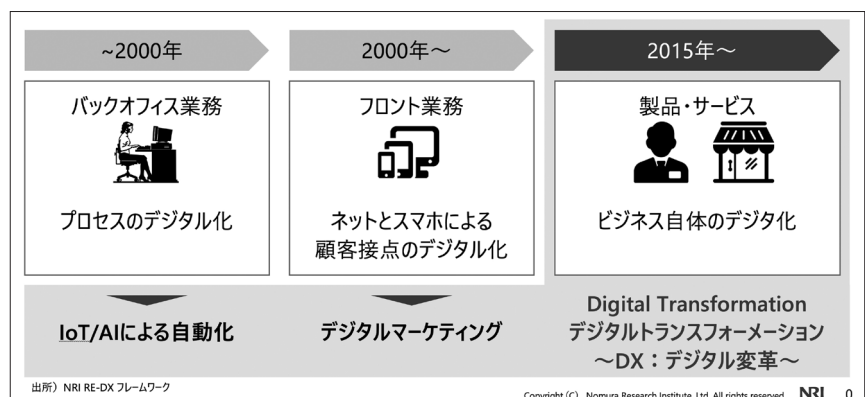 ~2000年
2000年～
2015年～
バックオフィス業務
フロント業務
製品・サービス
プロセスのデジタル化
ネットとスマホによる
顧客接点のデジタル化
ビジネス自体のデタ化
IoT/AIによる自動化
デジタルマーケティング
Digital Transformation
デジタルトランスフォーメーション
～DX：デジタル変革～
出所）NRI RE-DX フレームワーク
Copyright（C） Nomura Research Institute, Ltd. All rights reserved.
NRI
0